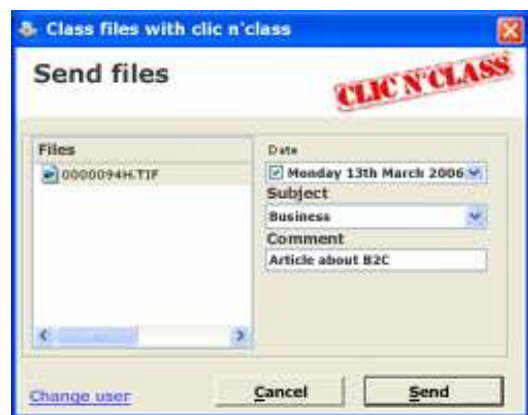 Class files with clic n'class
Send files
CLIC N'CLASS
Files
0000094H.TIF
Date
Monday 13th March 2006
Subject
Business
Comment
Article about B2C
Change user
Cancel
Send